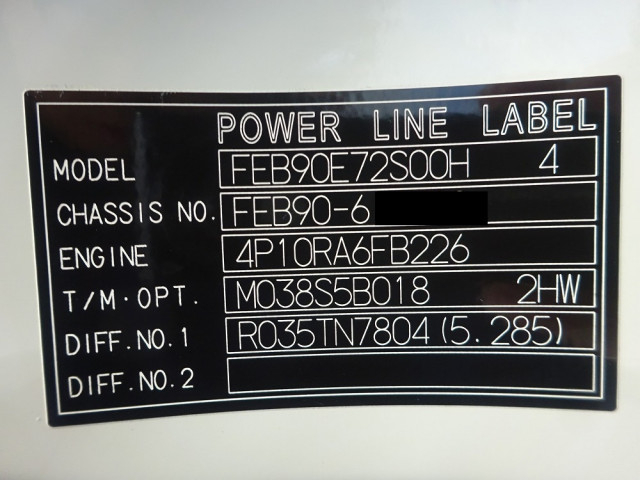 POWER LINE LABEL
MODEL FEB90E72S00H 4
CHASSIS NO. FEB90-6
ENGINE 4P10RA6FB226
T/M·OPT. M038S5B018 2HW
DIFF.NO.1 R035TN7804(5.285)
DIFF.NO.2